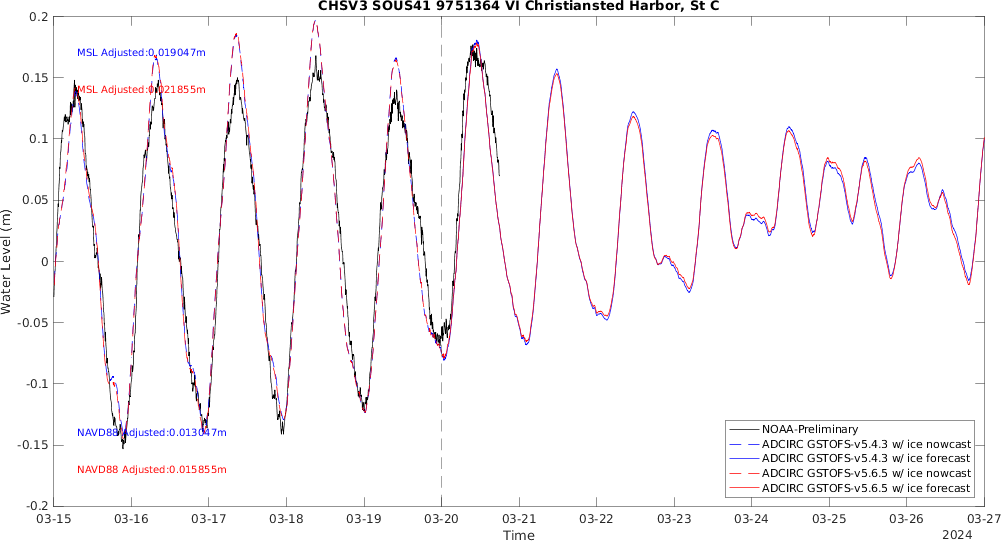 CHSV3 SOUS41 9751364 VI Christiansted Harbor, St C
0.2
0.15
0.1
0.05
0
-0.05
-0.1
-0.15
-0.2
Water Level (m)
MSL Adjusted:0.019047m
MSL Adjusted:0.021855m
NAVD88 Adjusted:0.013047m
NAVD88 Adjusted:0.015855m
NOAA-Preliminary
ADCIRC GSTOFS-v5.4.3 w/ ice nowcast
ADCIRC GSTOFS-v5.4.3 w/ ice forecast
ADCIRC GSTOFS-v5.6.5 w/ ice nowcast
ADCIRC GSTOFS-v5.6.5 w/ ice forecast
03-15 03-16 03-17 03-18 03-19 03-20 03-21 03-22 03-23 03-24 03-25 03-26 03-27
Time
2024